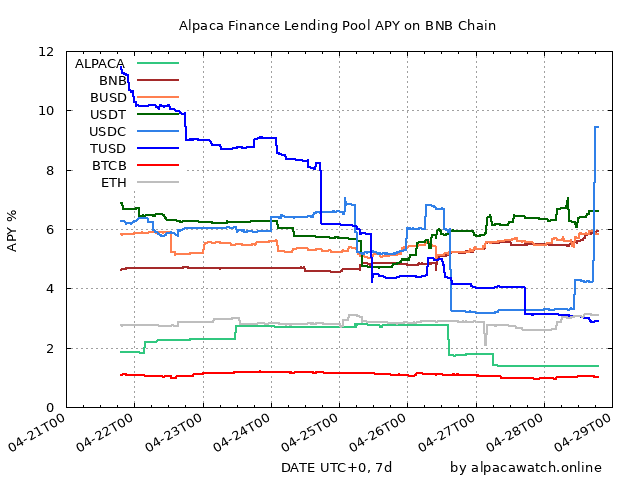 Alpaca Finance Lending Pool APY on BNB Chain
12
10
8
6
4
2
0
APY %
ALPACA
BNB
BUSD
USDT
USDC
TUSD
BTCB
ETH
04-21T00
04-22T00
04-23T00
04-24T00
04-25T00
04-26T00
04-27T00
04-28T00
04-29T00
DATE UTC+0, 7d
by alpacawatch.online